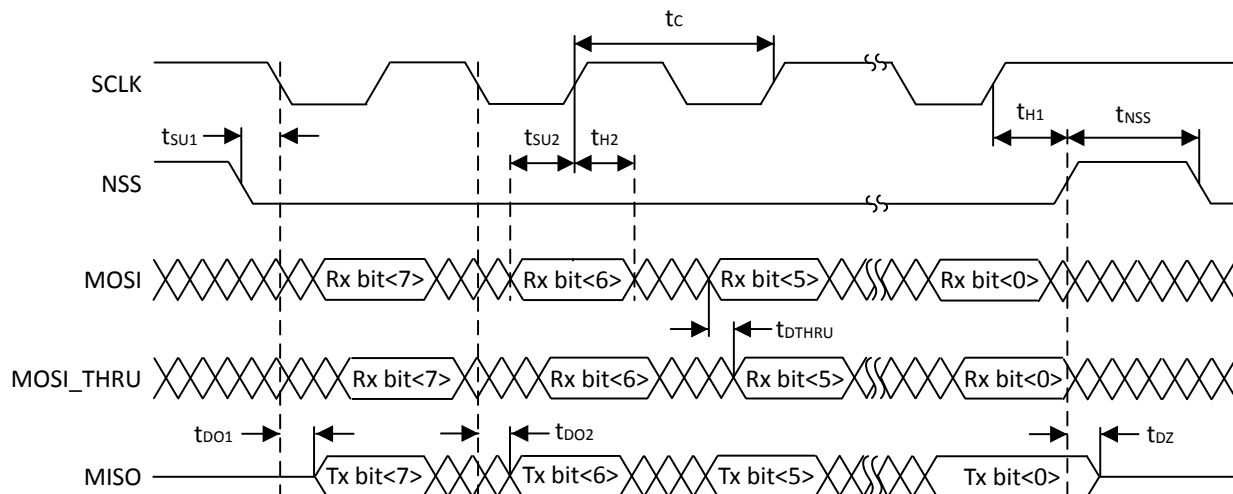 tC
SCLK
tSU1
tSU2
tH2
tH1
tNSS
NSS
MOSI
Rx bit<7>
Rx bit<6>
Rx bit<5>
Rx bit<0>
tDTHRU
MOSI_THRU
Rx bit<7>
Rx bit<6>
Rx bit<5>
Rx bit<0>
tDO1
tDO2
tDZ
MISO
Tx bit<7>
Tx bit<6>
Tx bit<5>
Tx bit<0>